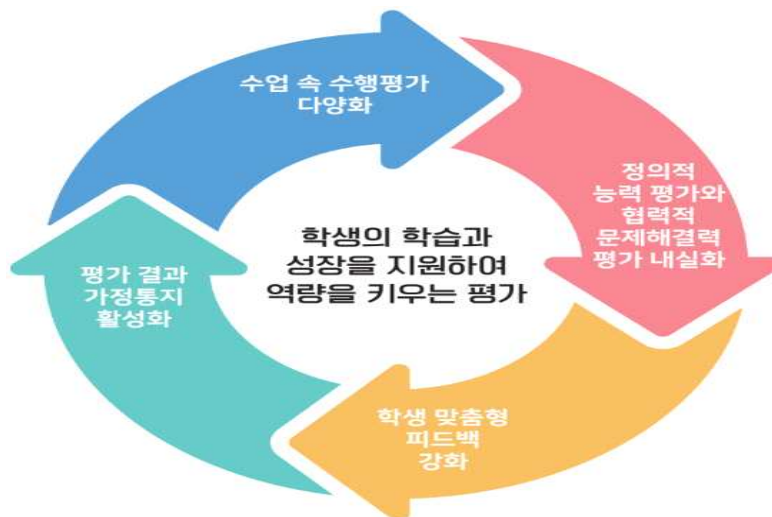 수업 속 수행평가
다양화
정의적
능력 평가와
협력적
문제해결력
평가 내실화
학생 맞춤형
피드백
강화
평가 결과
가정통지
활성화
학생의 학습과
성장을 지원하여
역량을 키우는 평가